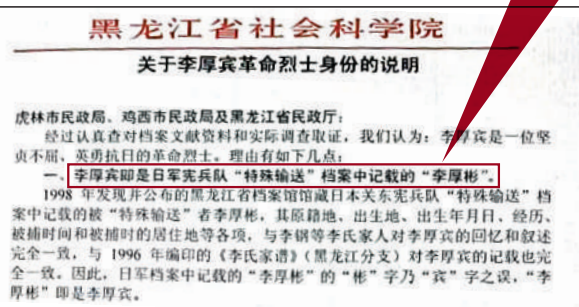 黑龙江省社会科学院
关于李厚宾革命烈士身份的说明
虎林市民政局、鸡西市民政局及黑龙江省民政厅：
经过认真查对档案文献资料和实际调查取证，我们认为：李厚宾是一位坚
贞不屈、英勇抗日的革命烈士。理由有如下几点：
一、李厚宾即是日军宪兵队“特殊输送”档案中记载的“李厚彬”。
1998 年发现并公布的黑龙江省档案馆馆藏日本关东宪兵队“特殊输送”档
案中记载的被“特殊输送”者李厚彬，其原籍地、出生地、出生年月日、经历、
被捕时间和被捕时的居住地等各项，与李钢等李氏家人对李厚宾的回忆和叙述
完全一致，与 1996 年编印的《李氏家谱》（黑龙江分支）对李厚宾的记载也完
全一致。因此，日军档案中记载的“李厚彬”的“彬”字乃“宾”字之误，“李
厚彬”即是李厚宾。